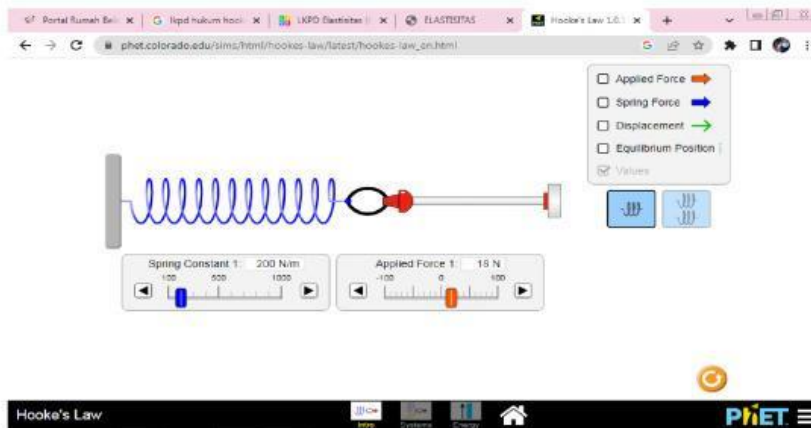 Portal Rumah Bel
lkpd hukum hook
LKPD Elastisitas
ELASTISITAS
Hooke's Law 1.0.
phet.colorado.edu/sims/html/hookes-law/latest/hookes-law_en.html
Applied Force
Spring Force
Displacement
Equilibrium Position
Values
Spring Constant 1: 200 N/m
100 500 1000
Applied Force 1: 18 N
-100 0 100
Hooke's Law
Intro
Systems
Energy
PhET